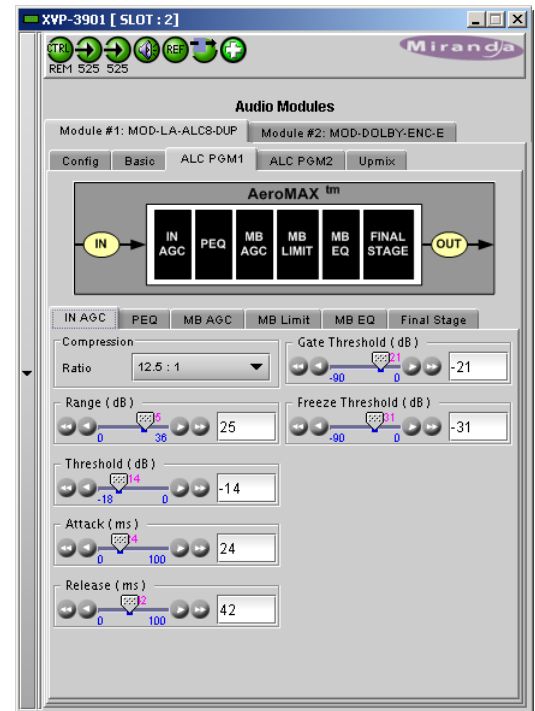 XVP-3901 [ SLOT : 2]
CTRL REF
Miranda
REM 525 525
Audio Modules
Module #1: MOD-LA-ALC8-DUP Module #2: MOD-DOLBY-ENC-E
Config Basic ALC PGM1 ALC PGM2 Upmix
AeroMAX tm
IN
IN AGC
PEQ
MB AGC
MB LIMIT
MB EQ
FINAL STAGE
OUT
IN AGC PEQ MB AGC MB Limit MB EQ Final Stage
Compression
Ratio 12.5 : 1
Gate Threshold ( dB )
21
-90 0
-21
Range ( dB )
5
0 36
25
Freeze Threshold ( dB )
31
-90 0
-31
Threshold ( dB )
14
-18 0
-14
Attack ( ms )
4
0 100
24
Release ( ms )
2
0 100
42